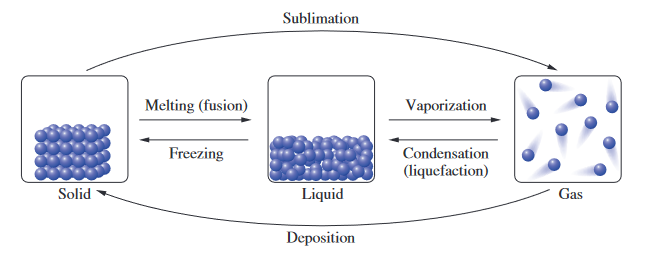 Sublimation
Melting (fusion)
Vaporization
Freezing
Condensation
(liquefaction)
Solid
Liquid
Gas
Deposition